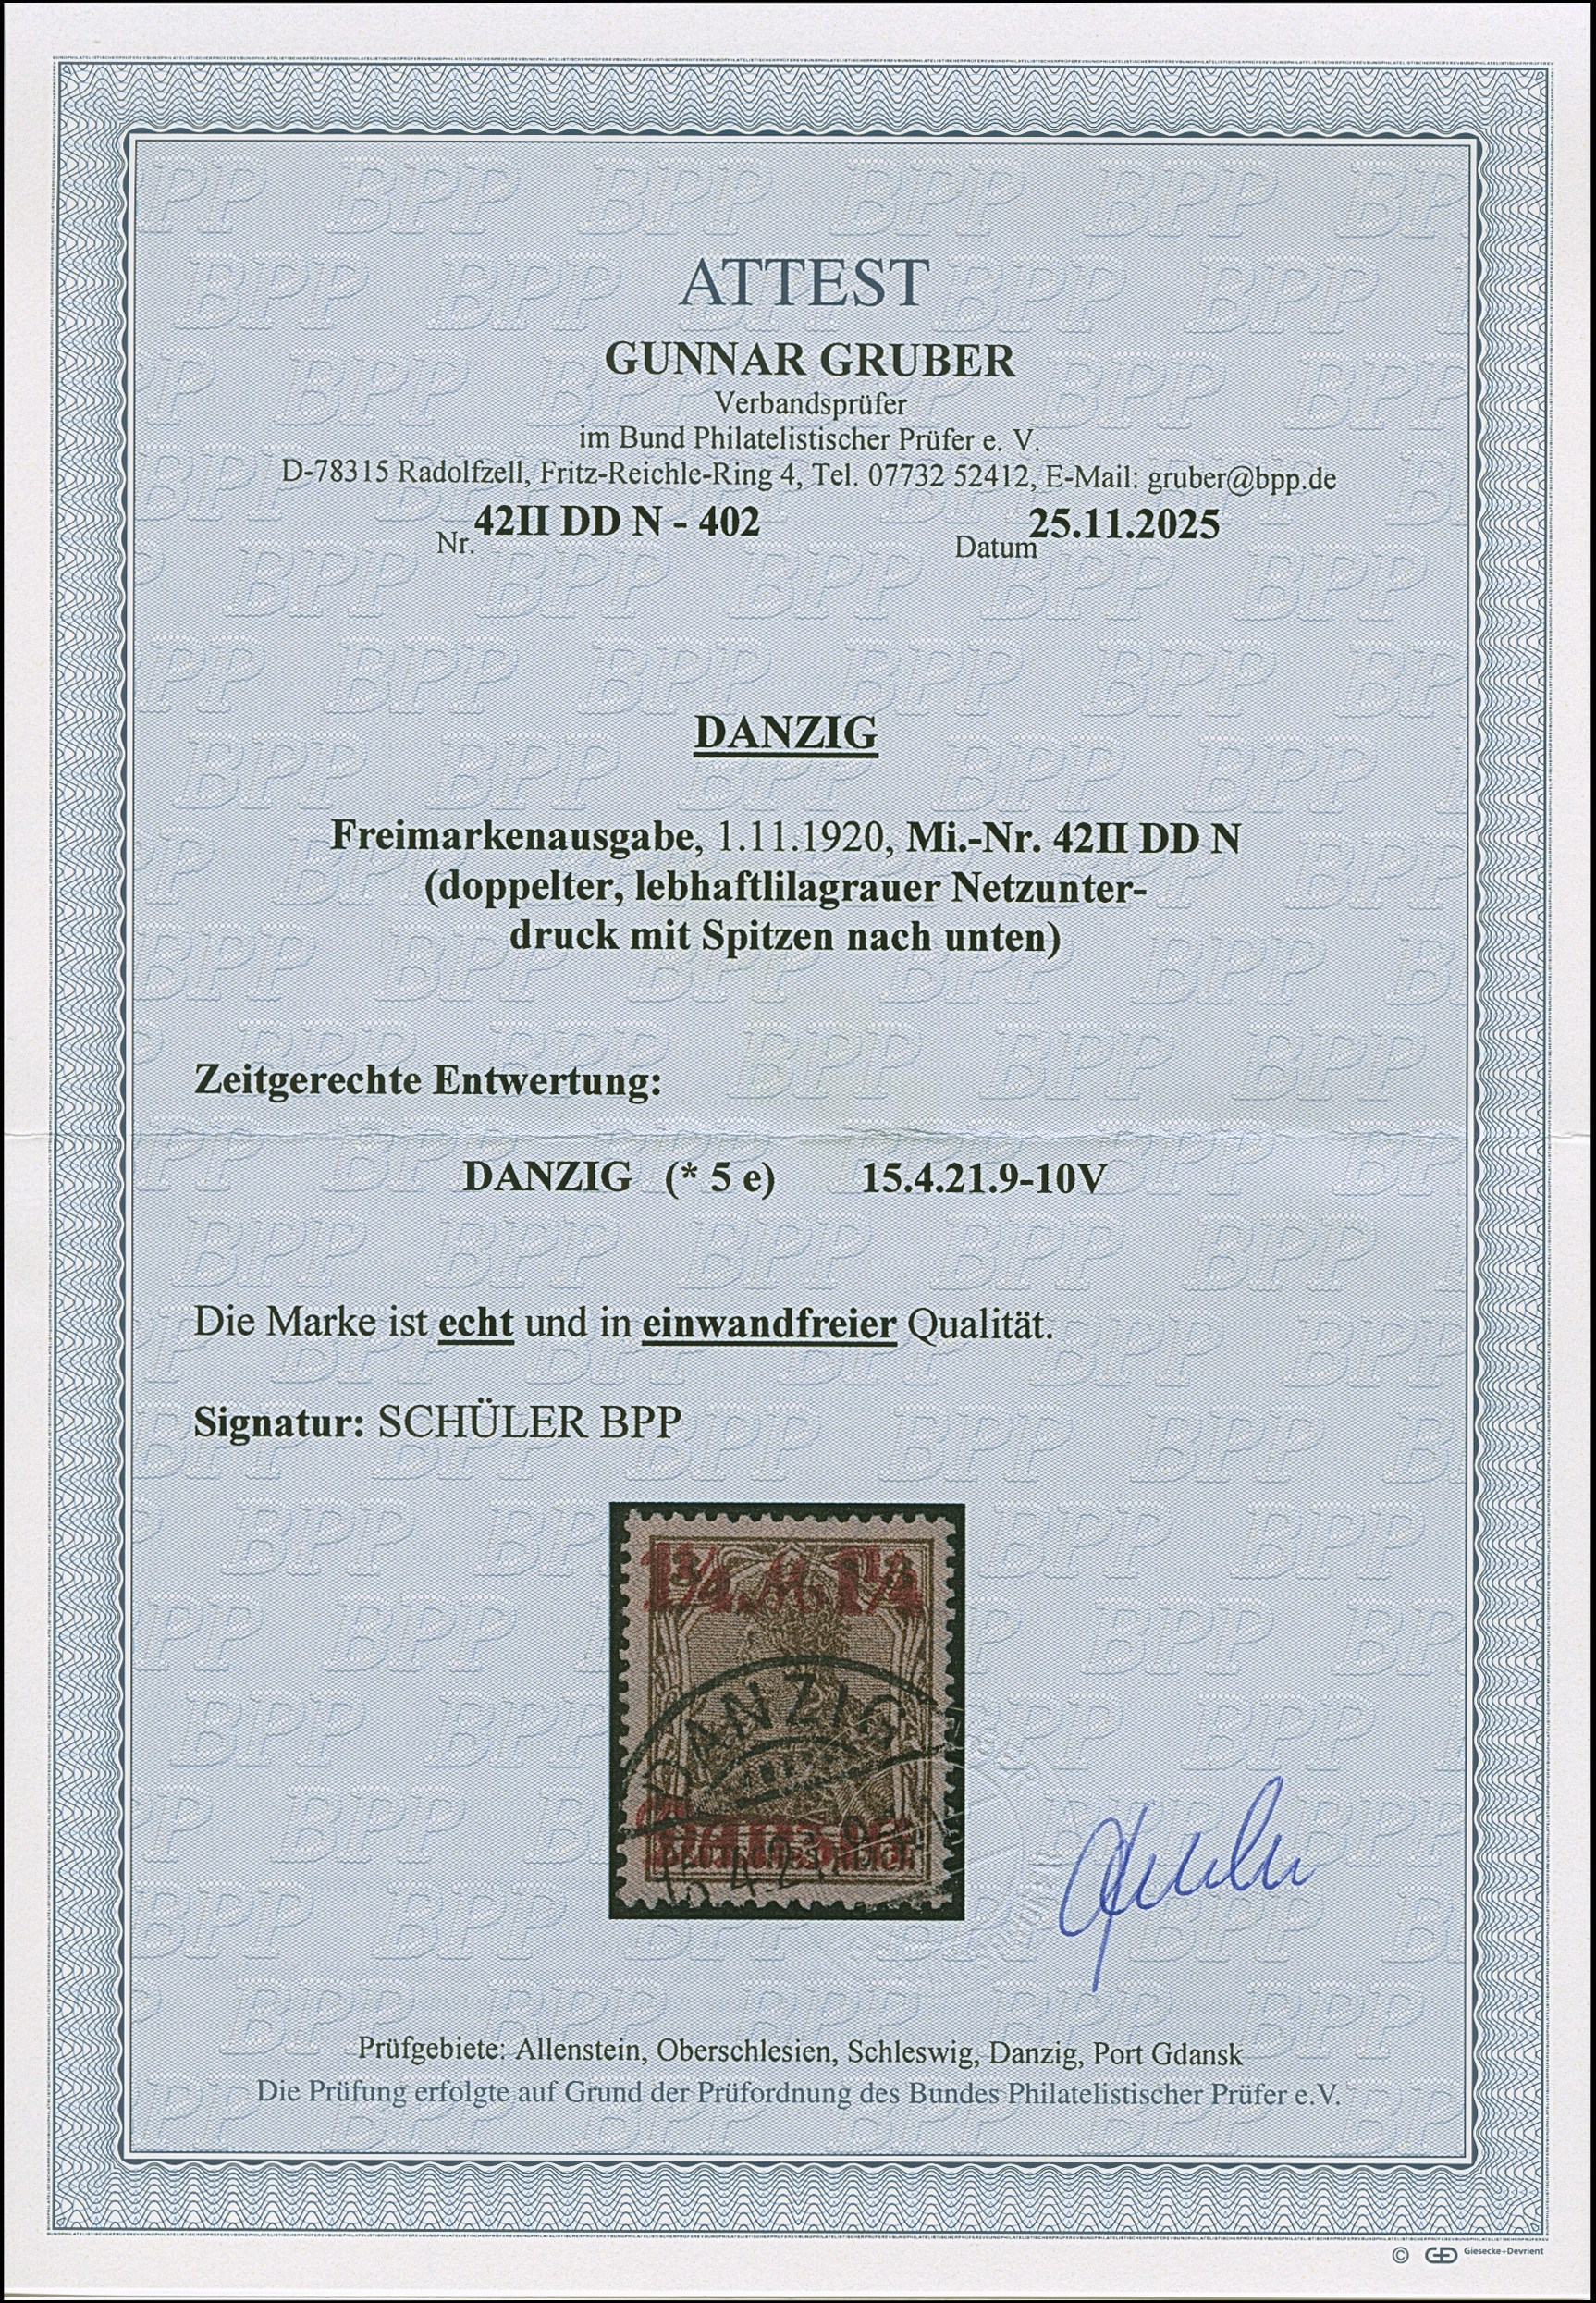 ATTEST
GUNNAR GRUBER
Verbandsprüfer
im Bund Philatelistischer Prüfer e. V.
D-78315 Radolfzell, Fritz-Reichle-Ring 4, Tel. 07732 52412, E-Mail: gruber@bpp.de
Nr. 42II DD N - 402 Datum 25.11.2025
DANZIG
Freimarkenausgabe, 1.11.1920, Mi.-Nr. 42II DD N
(doppelter, lebhaftlilagrauer Netzunter-
druck mit Spitzen nach unten)
Zeitgerechte Entwertung:
DANZIG (* 5 e) 15.4.21.9-10V
Die Marke ist echt und in einwandfreier Qualität.
Signatur: SCHÜLER BPP
DANZIG
Prüfgebiete: Allenstein, Oberschlesien, Schleswig, Danzig, Port Gdansk
Die Prüfung erfolgte auf Grund der Prüfordnung des Bundes Philatelistischer Prüfer e.V.
© Giesecke+Devrient